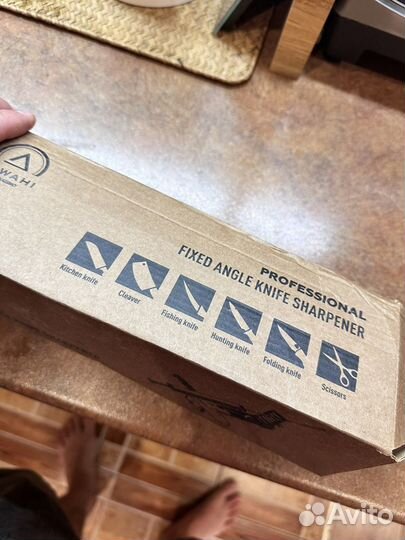 WAHI
PROFESSIONAL
FIXED ANGLE KNIFE SHARPENER
Kitchen knife
Cleaver
Fishing knife
Hunting knife
Folding knife
Scissors
Avito